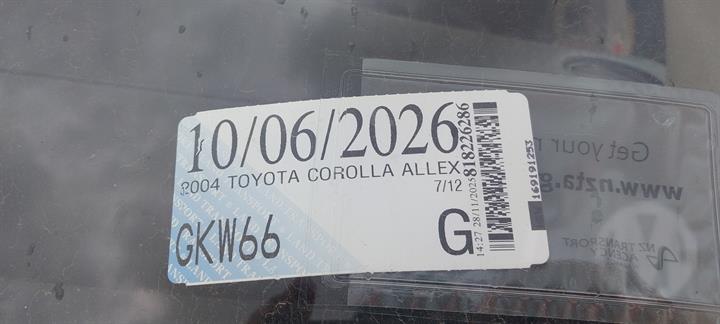 10/06/2026
2004 TOYOTA COROLLA ALLEX
7/12
GKW66
G
14:27 28/11/2025
818226286
169191253
Get your
www.nzta.g
NZ TRANSPORT
AGENCY